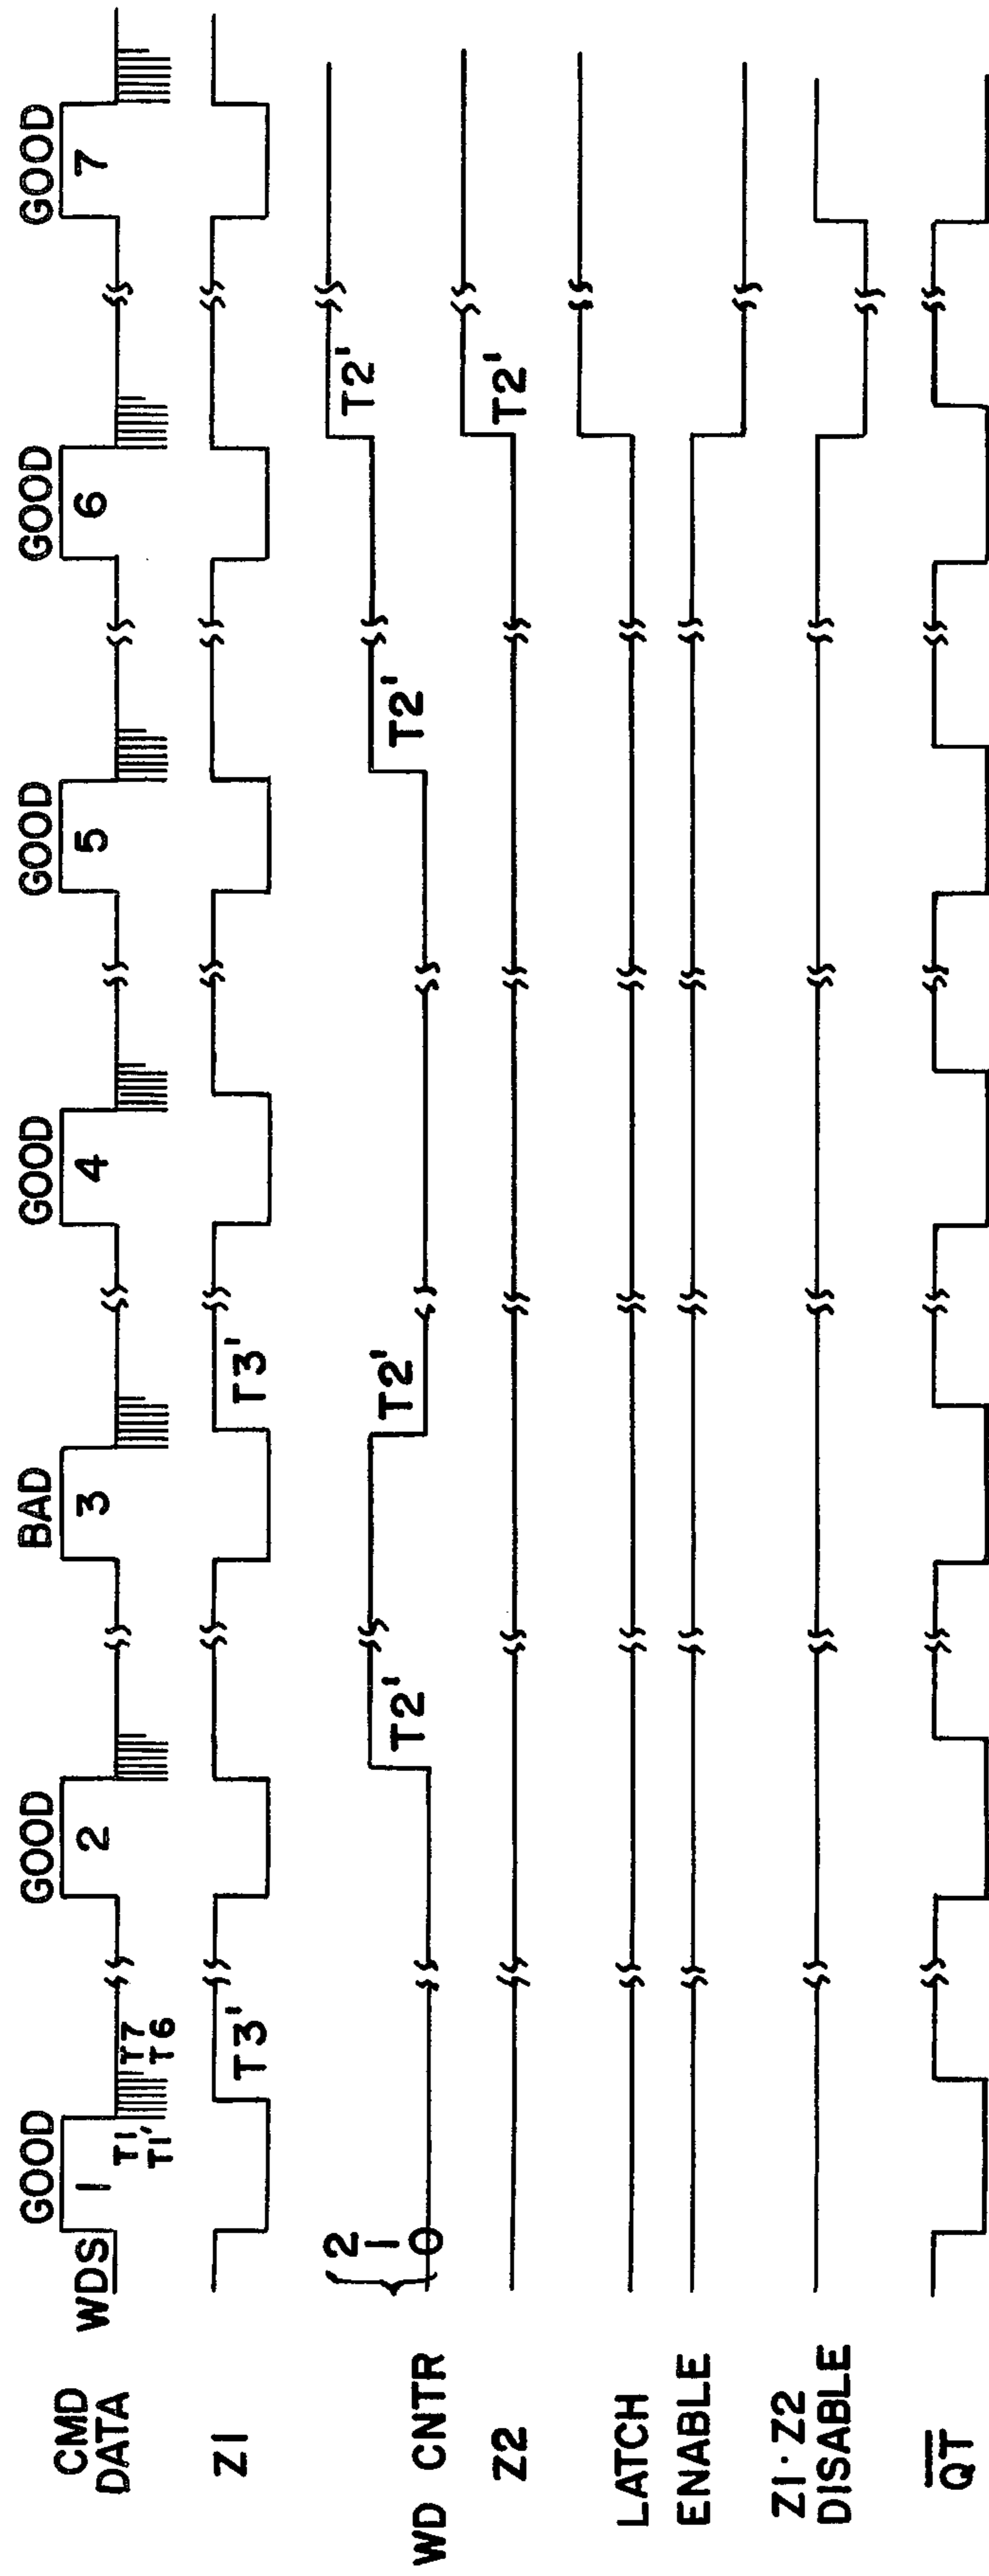 GOOD GOOD BAD GOOD GOOD GOOD GOOD
CMD DATA
WDS 1 2 3 4 5 6 7
T1 T7
T1' T6
Z1
T3' T3'
WD CNTR
2
1
0
T2' T2' T2' T2'
Z2
T2'
LATCH
ENABLE
Z1·Z2
DISABLE
QT